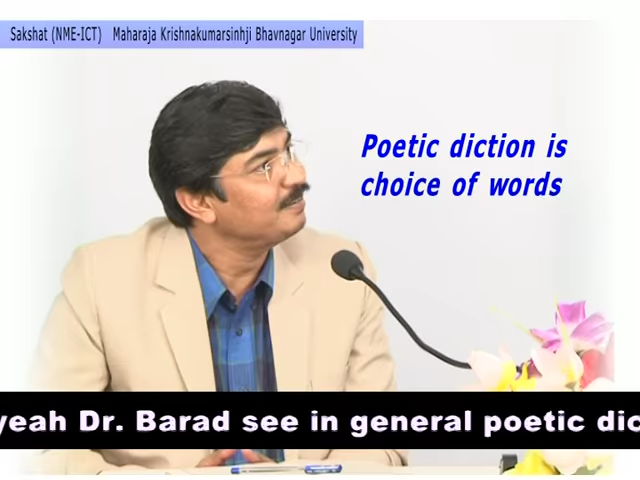 Sakshat (NME-ICT) Maharaja Krishnakumarsinhji Bhavnagar University
Poetic diction is
choice of words
yeah Dr. Barad see in general poetic dic